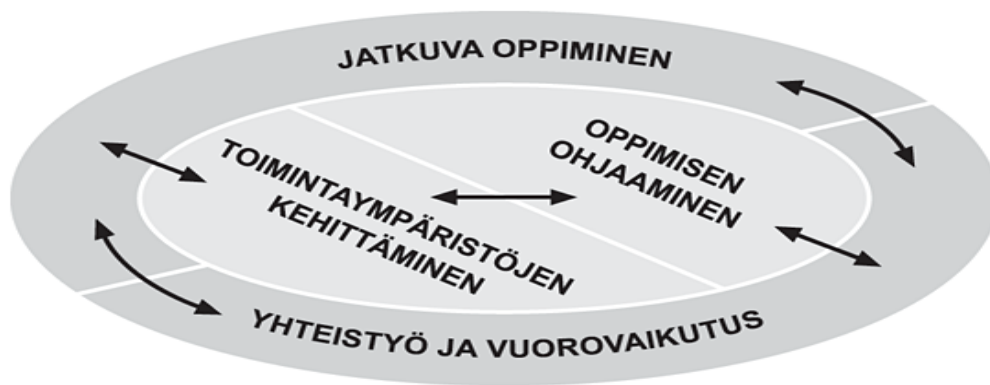 JATKUVA OPPIMINEN
OPPIMISEN
OHJAAMINEN
TOIMINTAYMPÄRISTÖJEN
KEHITTÄMINEN
YHTEISTYÖ JA VUOROVAIKUTUS